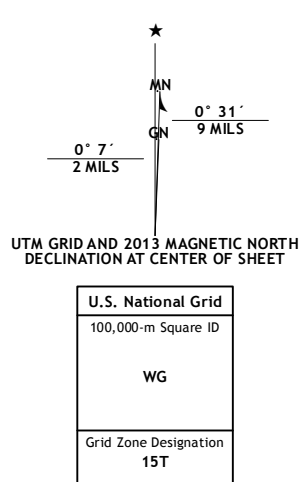 ★
MN
0° 31´
9 MILS
GN
0° 7´
2 MILS
UTM GRID AND 2013 MAGNETIC NORTH
DECLINATION AT CENTER OF SHEET
U.S. National Grid
100,000-m Square ID
WG
Grid Zone Designation
15T